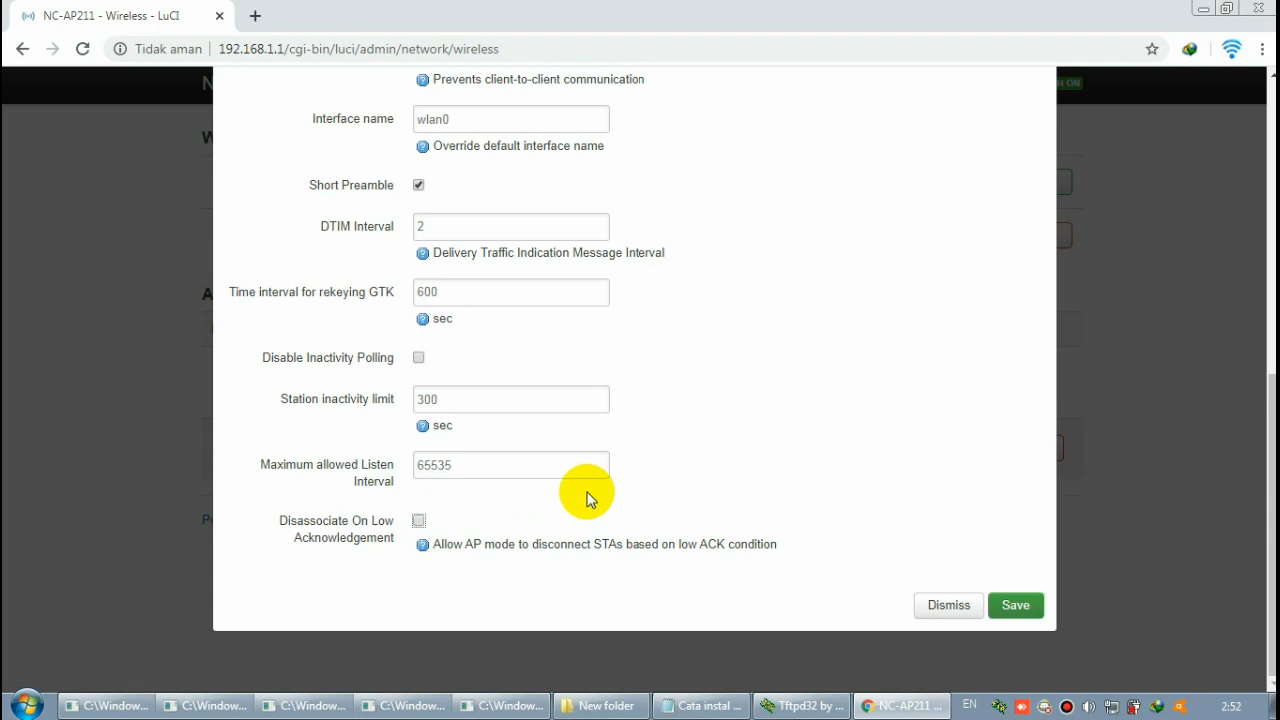 NC-AP211 - Wireless - LuCI
Tidak aman
192.168.1.1/cgi-bin/luci/admin/network/wireless
Prevents client-to-client communication
Interface name
wlan0
Override default interface name
Short Preamble
DTIM Interval
2
Delivery Traffic Indication Message Interval
Time interval for rekeying GTK
600
sec
Disable Inactivity Polling
Station inactivity limit
300
sec
Maximum allowed Listen
Interval
65535
Disassociate On Low
Acknowledgement
Allow AP mode to disconnect STAs based on low ACK condition
Dismiss
Save
C:\Window...
C:\Window...
C:\Window...
C:\Window...
C:\Window...
New folder
Cata instal ...
Tftpd32 by ...
NC-AP211 ...
EN
2:52